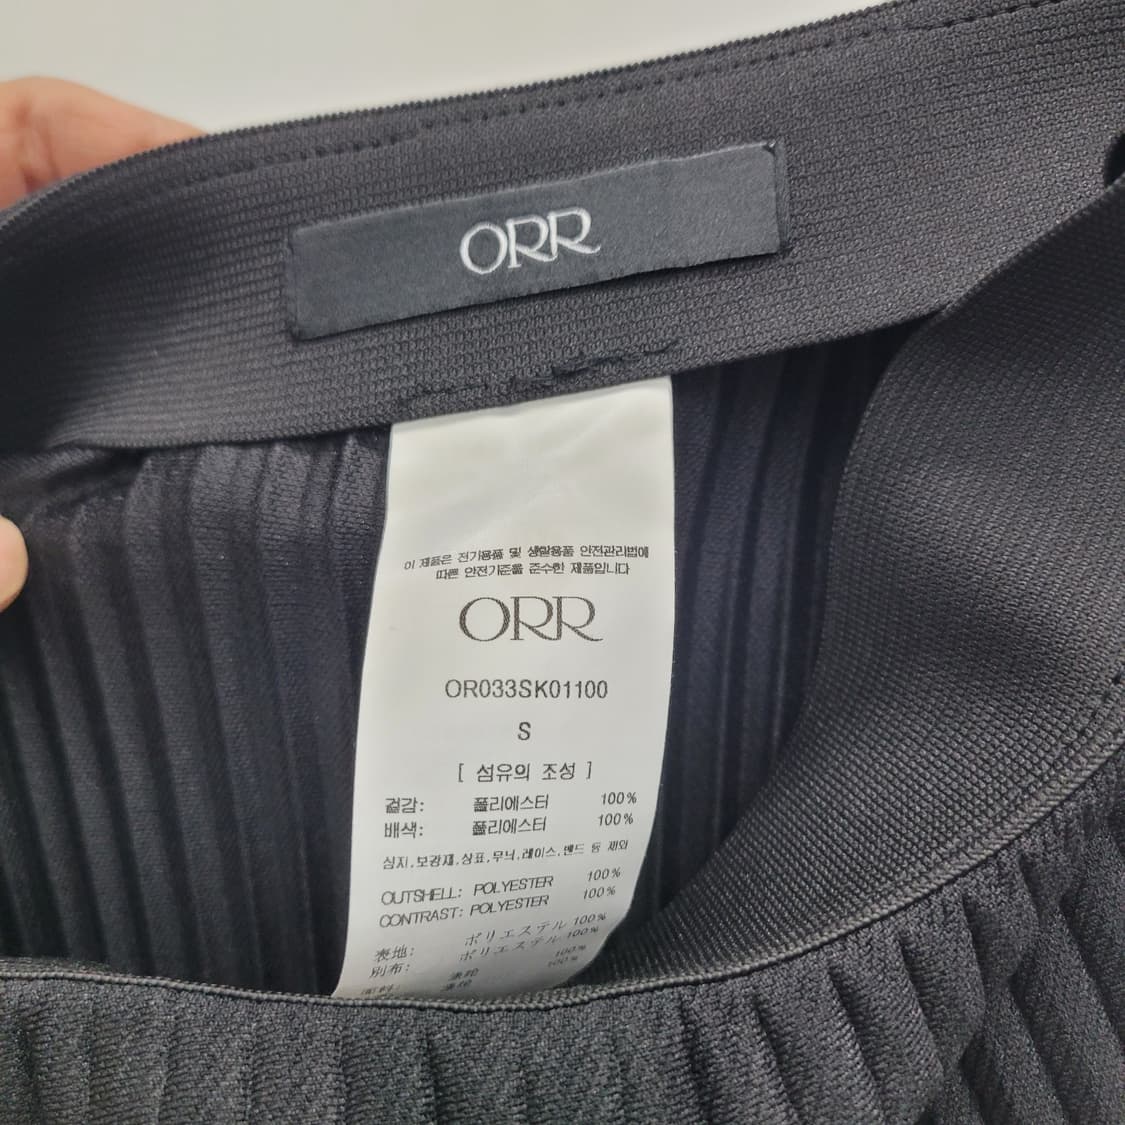 ORR
이 제품은 전기용품 및 생활용품 안전관리법에
따른 안전기준을 준수한 제품입니다
ORR
OR033SK01100
S
[ 섬유의 조성 ]
겉감: 폴리에스터 100%
배색: 폴리에스터 100%
심지,보강재,상표,무늬,레이스,밴드 등 제외
OUTSHELL: POLYESTER 100%
CONTRAST: POLYESTER 100%
表地: ポリエステル 100%
別布: ポリエステル 100%
100%
100%